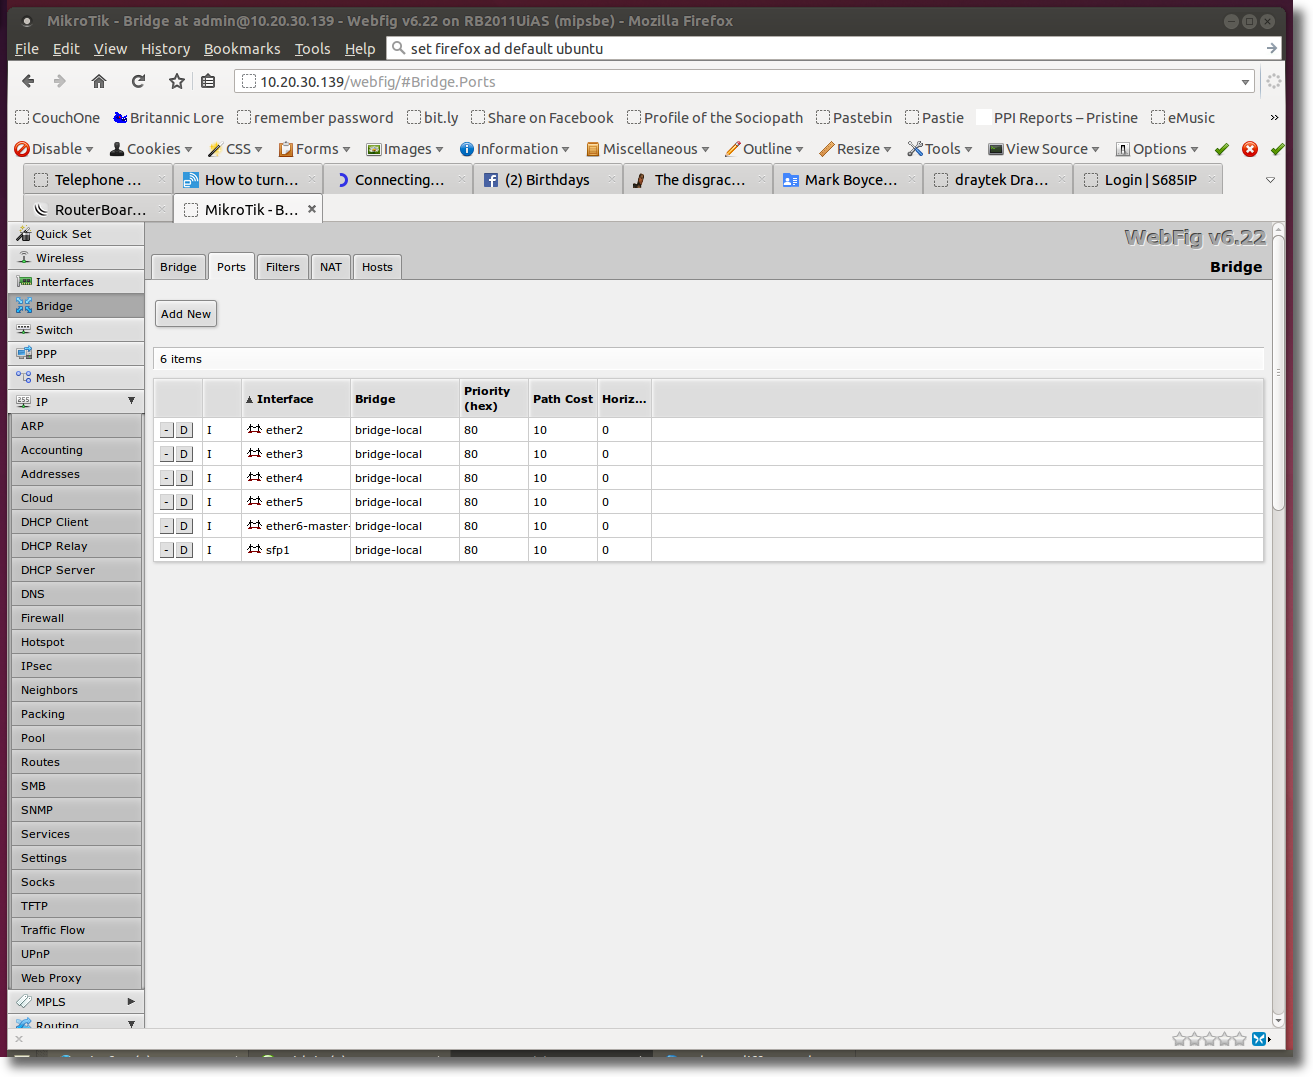 MikroTik - Bridge at admin@10.20.30.139 - Webfig v6.22 on RB2011UiAS (mipsbe) - Mozilla Firefox
File Edit View History Bookmarks Tools Help set firefox ad default ubuntu
10.20.30.139/webfig/#Bridge.Ports
CouchOne Britannic Lore remember password bit.ly Share on Facebook Profile of the Sociopath Pastebin Pastie PPI Reports – Pristine eMusic »
Disable Cookies CSS Forms Images Information Miscellaneous Outline Resize Tools View Source Options
Telephone ... How to turn... Connecting... (2) Birthdays The disgrac... Mark Boyce... draytek Dra... Login | S685IP
RouterBoar... MikroTik - B...
WebFig v6.22
Bridge
Bridge Ports Filters NAT Hosts
Add New
6 items
Interface Bridge Priority (hex) Path Cost Horiz...
- D I ether2 bridge-local 80 10 0
- D I ether3 bridge-local 80 10 0
- D I ether4 bridge-local 80 10 0
- D I ether5 bridge-local 80 10 0
- D I ether6-master- bridge-local 80 10 0
- D I sfp1 bridge-local 80 10 0
Quick Set
Wireless
Interfaces
Bridge
Switch
PPP
Mesh
IP
ARP
Accounting
Addresses
Cloud
DHCP Client
DHCP Relay
DHCP Server
DNS
Firewall
Hotspot
IPsec
Neighbors
Packing
Pool
Routes
SMB
SNMP
Services
Settings
Socks
TFTP
Traffic Flow
UPnP
Web Proxy
MPLS
Routing